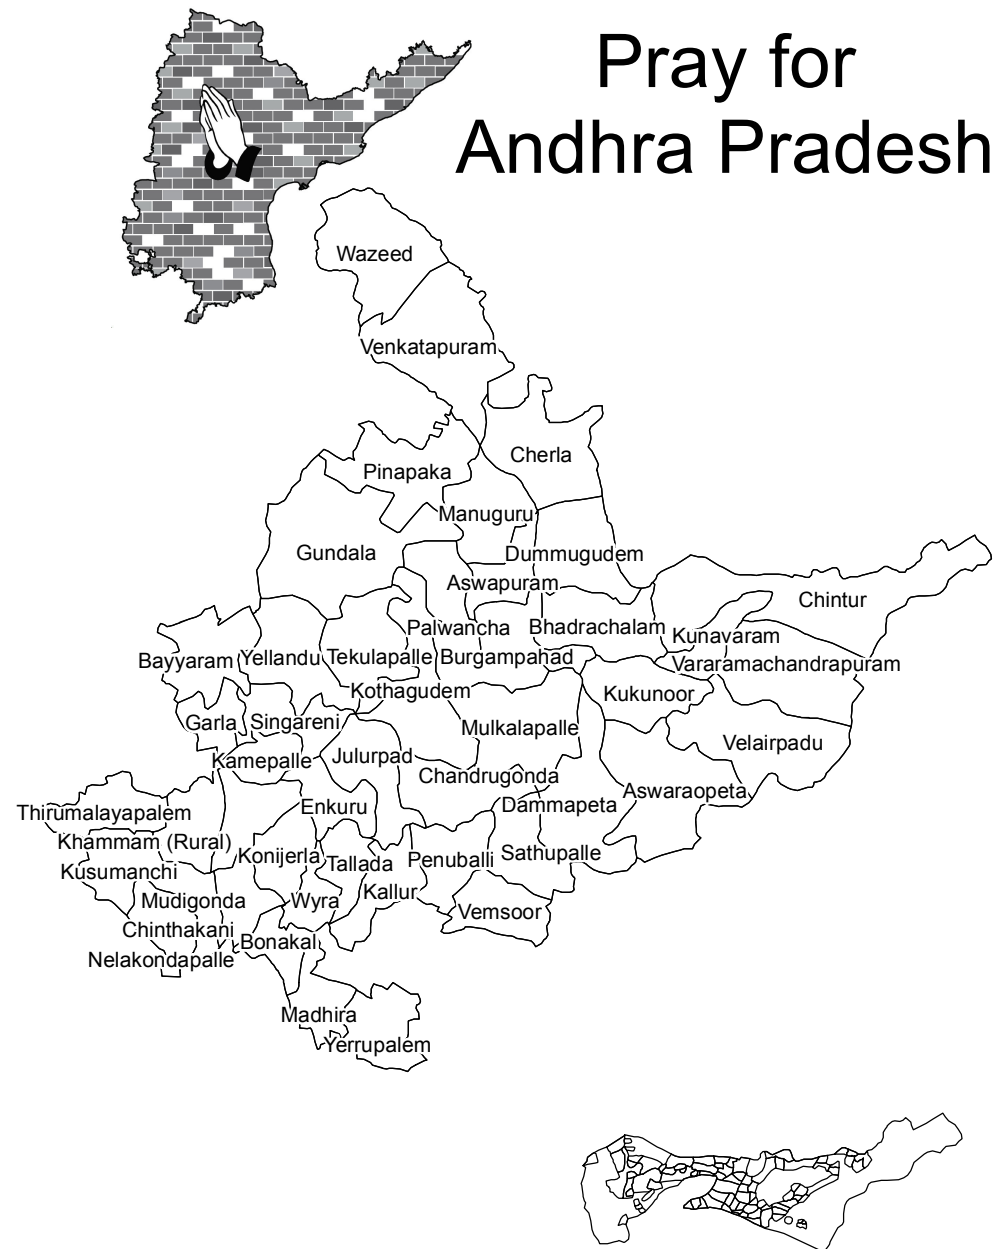 Pray for
Andhra Pradesh
Wazeed
Venkatapuram
Cherla
Pinapaka
Manuguru
Gundala
Dummugudem
Aswapuram
Chintur
Palwancha
Bhadrachalam
Kunavaram
Bayyaram
Yellandu
Tekulapalle
Burgampahad
Vararamachandrapuram
Kothagudem
Kukunoor
Garla
Singareni
Mulkalapalle
Velairpadu
Kamepalle
Julurpad
Chandrugonda
Aswaraopeta
Thirumalayapalem
Enkuru
Dammapeta
Khammam (Rural)
Konijerla
Tallada
Penuballi
Sathupalle
Kusumanchi
Kallur
Mudigonda
Wyra
Vemsoor
Chinthakani
Bonakal
Nelakondapalle
Madhira
Yerrupalem